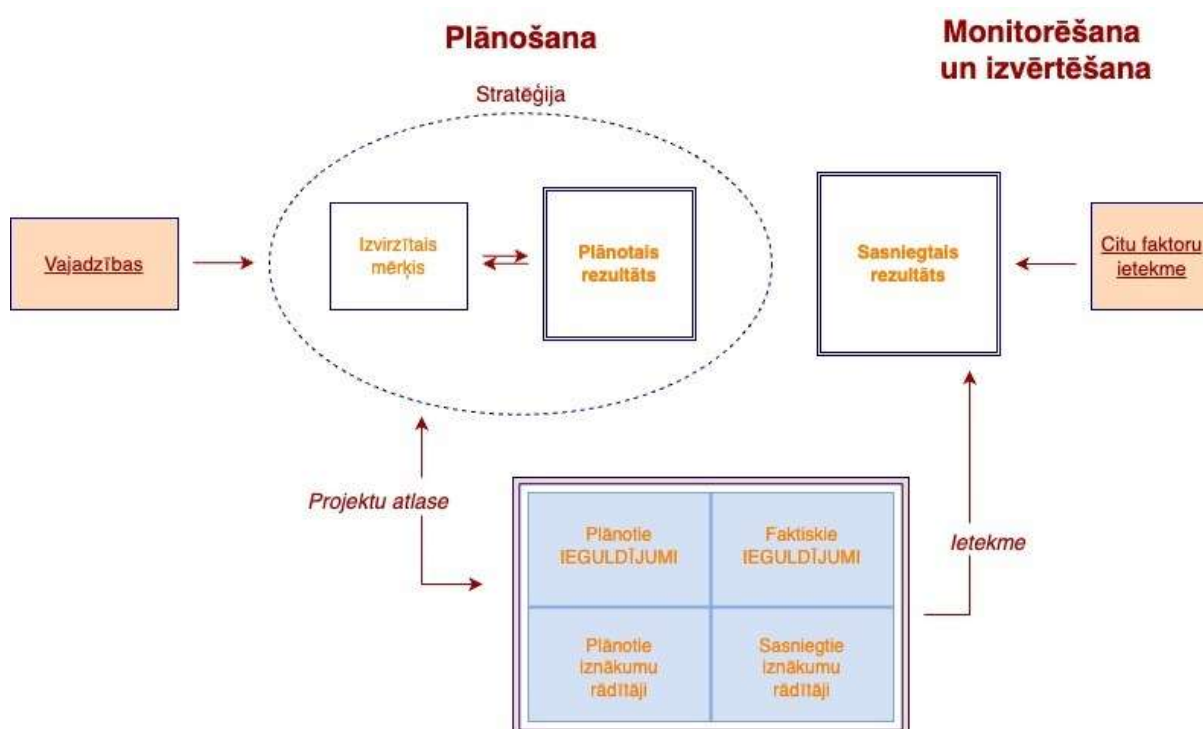 Plānošana
Monitorēšana
un izvērtēšana
Stratēģija
Vajadzības
Izvirzītais
mērķis
Plānotais
rezultāts
Sasniegtais
rezultāts
Citu faktoru
ietekme
Projektu atlase
Plānotie
IEGULDĪJUMI
Faktiskie
IEGULDĪJUMI
Ietekme
Plānotie
iznākumu
rādītāji
Sasniegtie
iznākumu
rādītāji